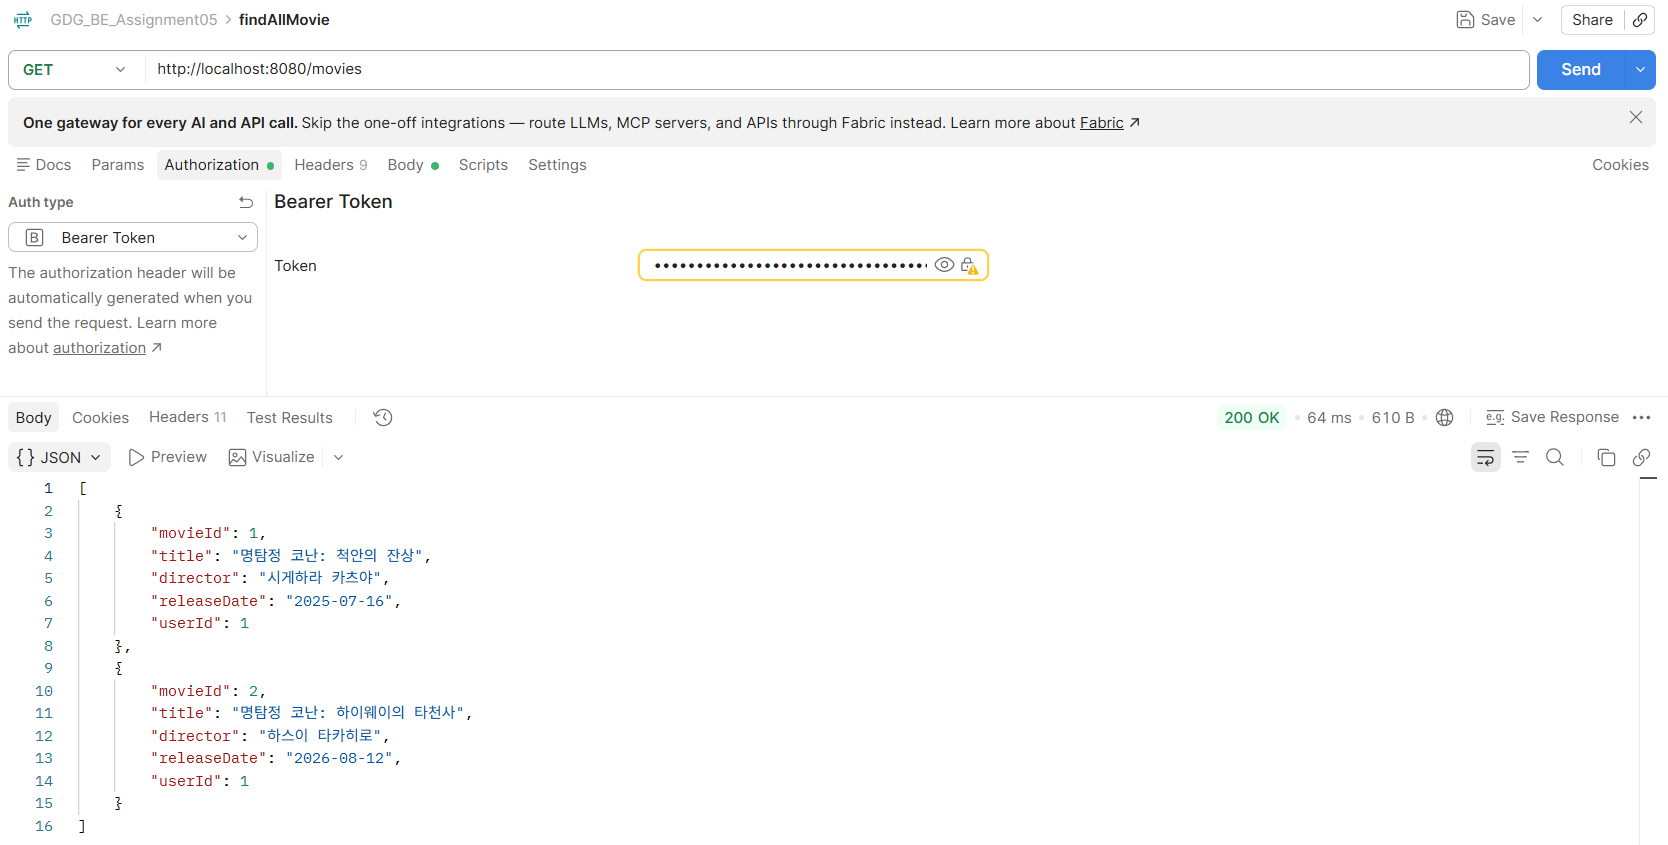 HTTP GDG_BE_Assignment05 > findAllMovie Save Share
GET http://localhost:8080/movies Send
One gateway for every AI and API call. Skip the one-off integrations — route LLMs, MCP servers, and APIs through Fabric instead. Learn more about Fabric ↗
Docs Params Authorization Headers 9 Body Scripts Settings Cookies
Auth type
Bearer Token
B Bearer Token
The authorization header will be
automatically generated when you
send the request. Learn more
about authorization ↗
Token ••••••••••••••••••••••••••••••••
Body Cookies Headers 11 Test Results 200 OK • 64 ms • 610 B • e.g. Save Response
{} JSON Preview Visualize
1 [
2 {
3 "movieId": 1,
4 "title": "명탐정 코난: 척안의 잔상",
5 "director": "시게하라 카츠야",
6 "releaseDate": "2025-07-16",
7 "userId": 1
8 },
9 {
10 "movieId": 2,
11 "title": "명탐정 코난: 하이웨이의 타천사",
12 "director": "하스이 타카히로",
13 "releaseDate": "2026-08-12",
14 "userId": 1
15 }
16 ]